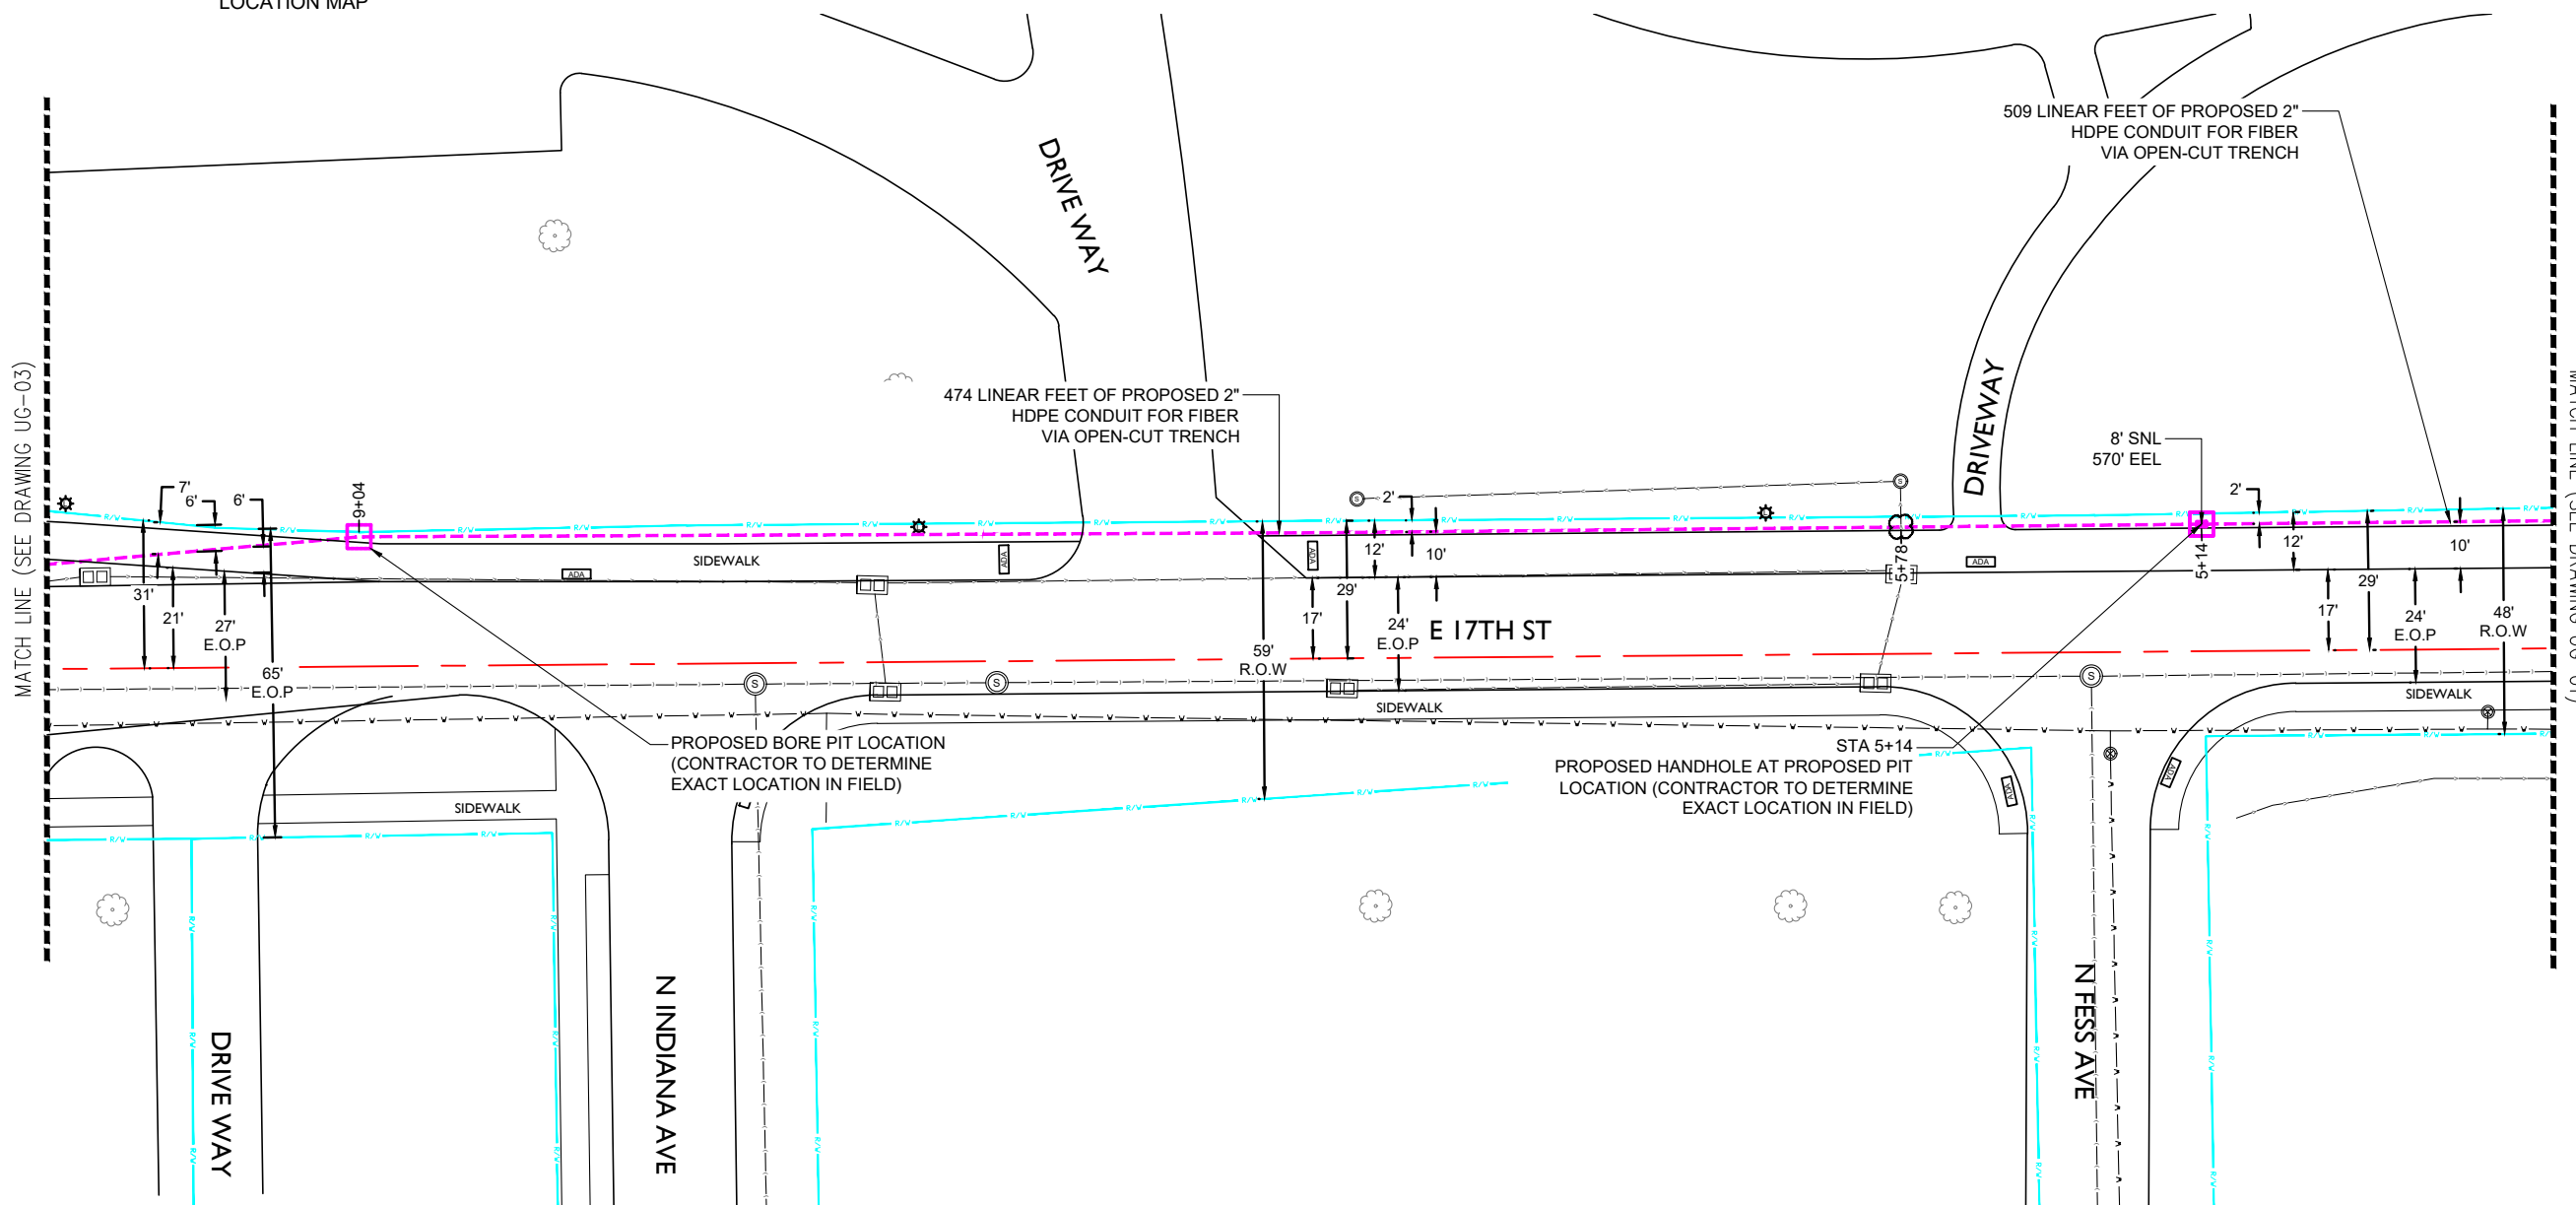 LOCATION MAP
509 LINEAR FEET OF PROPOSED 2"
HDPE CONDUIT FOR FIBER
VIA OPEN-CUT TRENCH
DRIVE WAY
MATCH LINE (SEE DRAWING UG-03)
474 LINEAR FEET OF PROPOSED 2"
HDPE CONDUIT FOR FIBER
VIA OPEN-CUT TRENCH
DRIVEWAY
8' SNL
570' EEL
7'
6'
6'
9+04
2'
2'
SIDEWALK
ADA
ADA
ADA
ADA
12'
10'
5+78
5+14
12'
10'
31'
21'
27'
E.O.P
65'
E.O.P
29'
17'
24'
E.O.P
E 17TH ST
59'
R.O.W
17'
29'
24'
E.O.P
48'
R.O.W
S
S
S
S
S
SIDEWALK
SIDEWALK
PROPOSED BORE PIT LOCATION
(CONTRACTOR TO DETERMINE
EXACT LOCATION IN FIELD)
STA 5+14
PROPOSED HANDHOLE AT PROPOSED PIT
LOCATION (CONTRACTOR TO DETERMINE
EXACT LOCATION IN FIELD)
SIDEWALK
ADA
ADA
R/W
DRIVE WAY
N INDIANA AVE
N FESS AVE